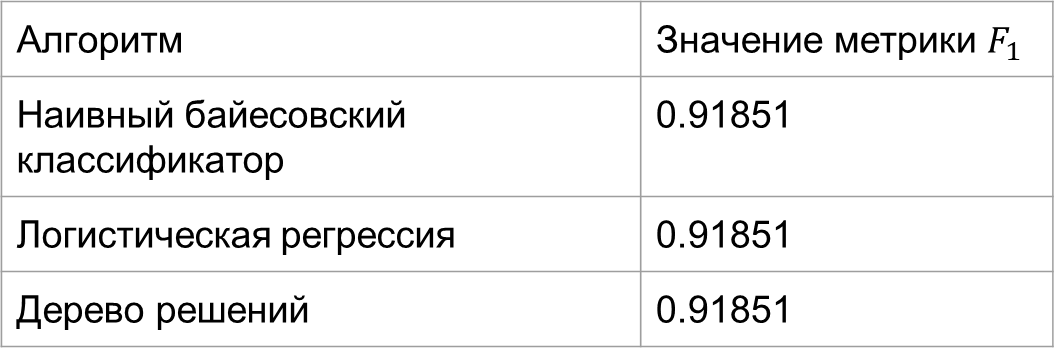 Алгоритм
Значение метрики F₁
Наивный байесовский
классификатор
0.91851
Логистическая регрессия
0.91851
Дерево решений
0.91851